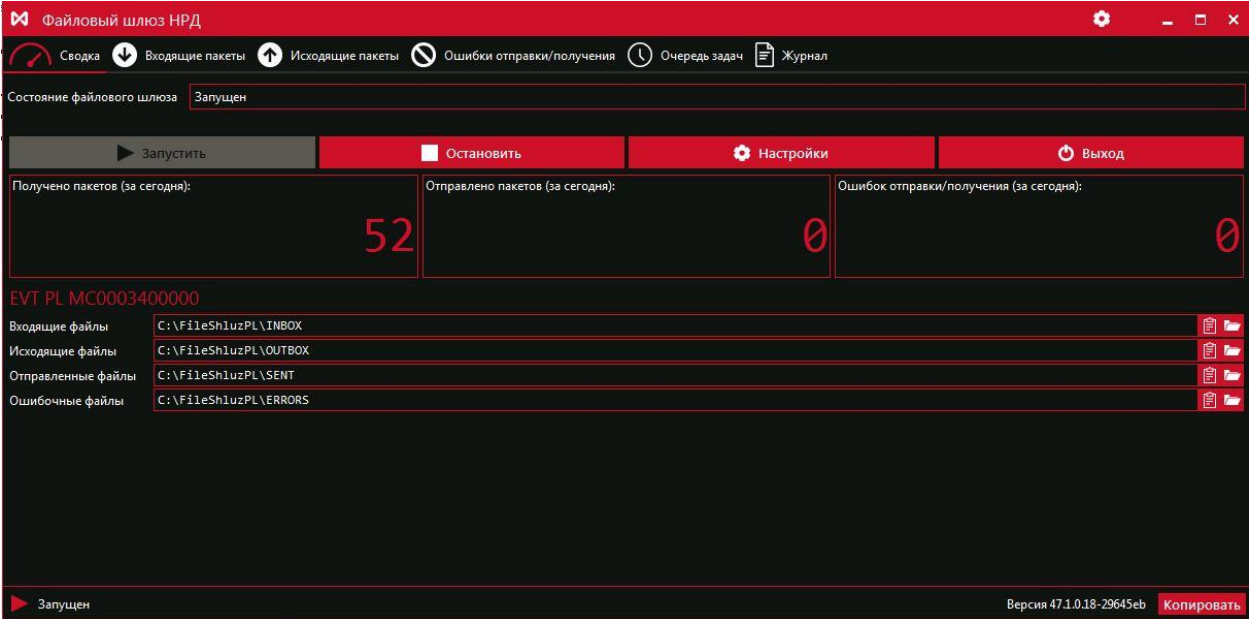 Файловый шлюз НРД
Сводка Входящие пакеты Исходящие пакеты Ошибки отправки/получения Очередь задач Журнал
Состояние файлового шлюза Запущен
Запустить Остановить Настройки Выход
Получено пакетов (за сегодня): Отправлено пакетов (за сегодня): Ошибок отправки/получения (за сегодня):
52 0 0
EVT PL MC0003400000
Входящие файлы C:\FileShluzPL\INBOX
Исходящие файлы C:\FileShluzPL\OUTBOX
Отправленные файлы C:\FileShluzPL\SENT
Ошибочные файлы C:\FileShluzPL\ERRORS
Запущен Версия 47.1.0.18-29645eb Копировать